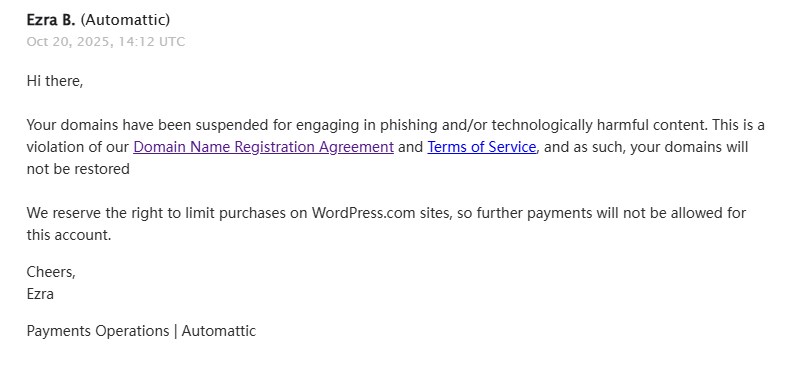 Ezra B. (Automattic)
Oct 20, 2025, 14:12 UTC
Hi there,
Your domains have been suspended for engaging in phishing and/or technologically harmful content. This is a
violation of our Domain Name Registration Agreement and Terms of Service, and as such, your domains will
not be restored
We reserve the right to limit purchases on WordPress.com sites, so further payments will not be allowed for
this account.
Cheers,
Ezra
Payments Operations | Automattic